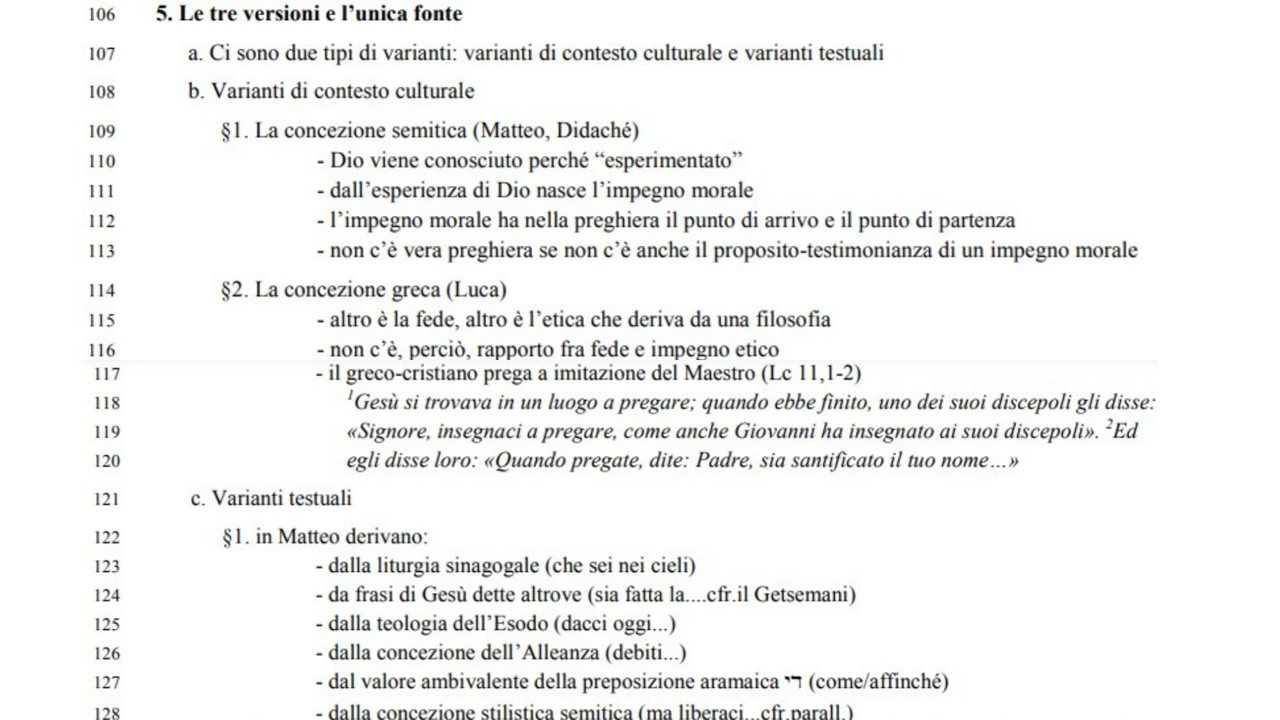 106 5. Le tre versioni e l’unica fonte
107 a. Ci sono due tipi di varianti: varianti di contesto culturale e varianti testuali
108 b. Varianti di contesto culturale
109 §1. La concezione semitica (Matteo, Didaché)
110 - Dio viene conosciuto perché “esperimentato”
111 - dall’esperienza di Dio nasce l’impegno morale
112 - l’impegno morale ha nella preghiera il punto di arrivo e il punto di partenza
113 - non c’è vera preghiera se non c’è anche il proposito-testimonianza di un impegno morale
114 §2. La concezione greca (Luca)
115 - altro è la fede, altro è l’etica che deriva da una filosofia
116 - non c’è, perciò, rapporto fra fede e impegno etico
117 - il greco-cristiano prega a imitazione del Maestro (Lc 11,1-2)
118 ¹Gesù si trovava in un luogo a pregare; quando ebbe finito, uno dei suoi discepoli gli disse:
119 «Signore, insegnaci a pregare, come anche Giovanni ha insegnato ai suoi discepoli». ²Ed
120 egli disse loro: «Quando pregate, dite: Padre, sia santificato il tuo nome…»
121 c. Varianti testuali
122 §1. in Matteo derivano:
123 - dalla liturgia sinagogale (che sei nei cieli)
124 - da frasi di Gesù dette altrove (sia fatta la....cfr.il Getsemani)
125 - dalla teologia dell’Esodo (dacci oggi...)
126 - dalla concezione dell’Alleanza (debiti...)
127 - dal valore ambivalente della preposizione aramaica די (come/affinché)
128 - dalla concezione stilistica semitica (ma liberaci...cfr.parall.)